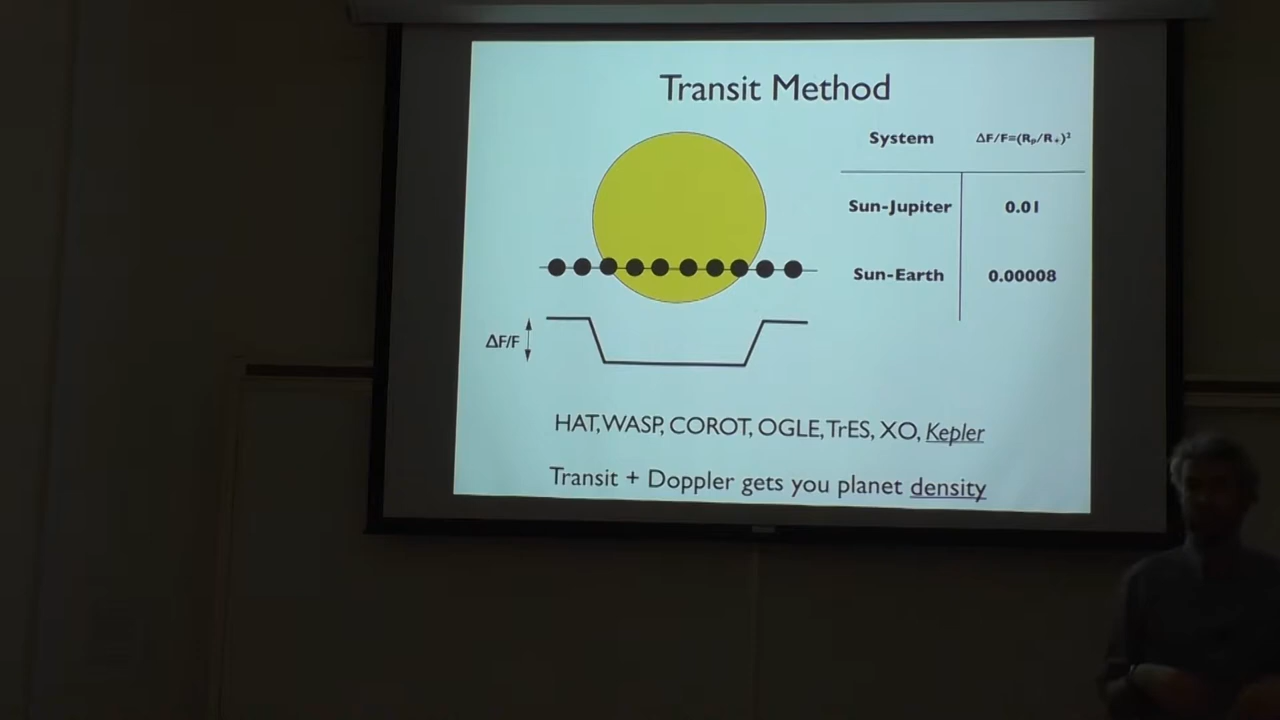 Transit Method
System ΔF/F=(Rₚ/R⋆)²
Sun-Jupiter 0.01
Sun-Earth 0.00008
ΔF/F
HAT, WASP, COROT, OGLE, TrES, XO, Kepler
Transit + Doppler gets you planet density